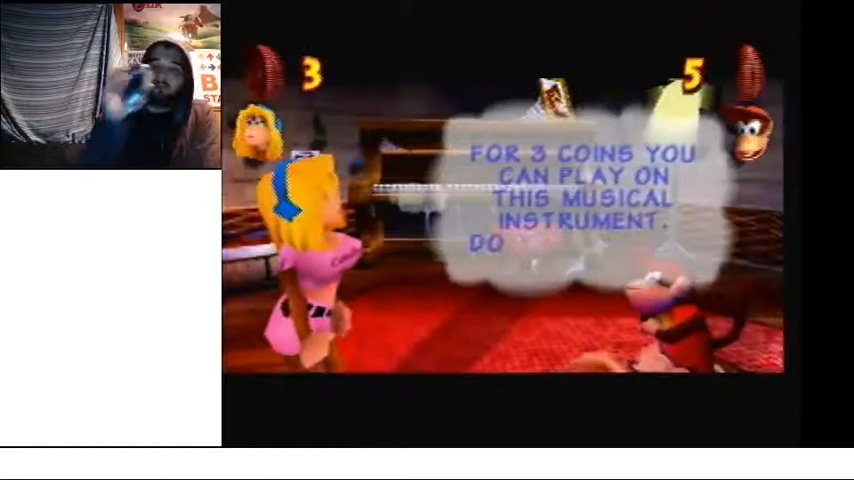 3
5
FOR 3 COINS YOU
CAN PLAY ON
THIS MUSICAL
INSTRUMENT.
DO